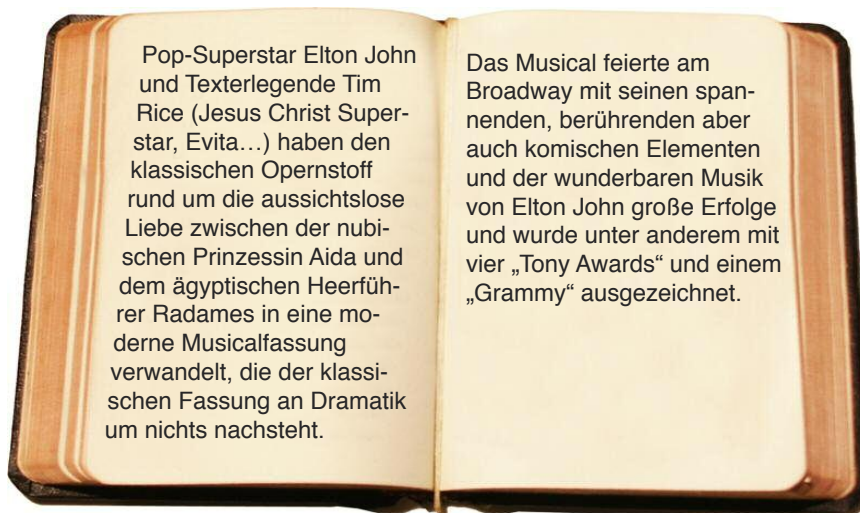 Pop-Superstar Elton John
und Texterlegende Tim
Rice (Jesus Christ Super-
star, Evita…) haben den
klassischen Opernstoff
rund um die aussichtslose
Liebe zwischen der nubi-
schen Prinzessin Aida und
dem ägyptischen Heerfüh-
rer Radames in eine mo-
derne Musicalfassung
verwandelt, die der klassi-
schen Fassung an Dramatik
um nichts nachsteht.
Das Musical feierte am
Broadway mit seinen span-
nenden, berührenden aber
auch komischen Elementen
und der wunderbaren Musik
von Elton John große Erfolge
und wurde unter anderem mit
vier „Tony Awards“ und einem
„Grammy“ ausgezeichnet.